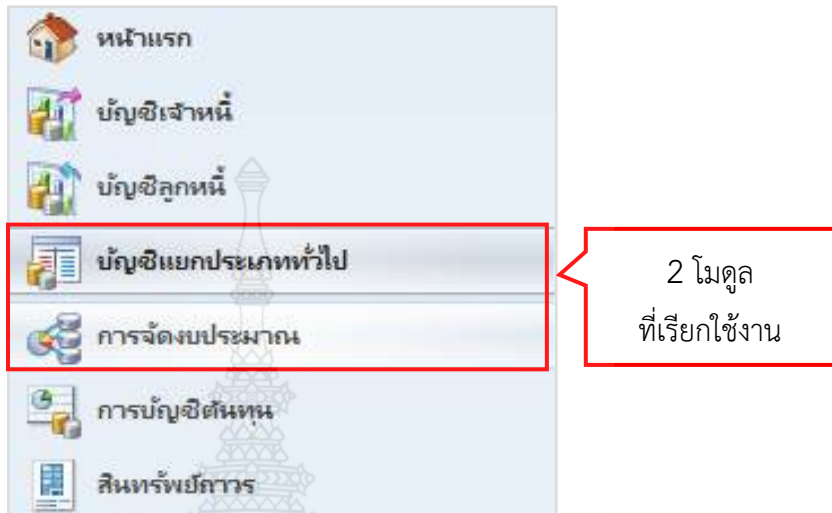 หน้าแรก
บัญชีเจ้าหนี้
บัญชีลูกหนี้
บัญชีแยกประเภททั่วไป
2 โมดูล
ที่เรียกใช้งาน
การจัดงบประมาณ
การบัญชีต้นทุน
สินทรัพย์ถาวร